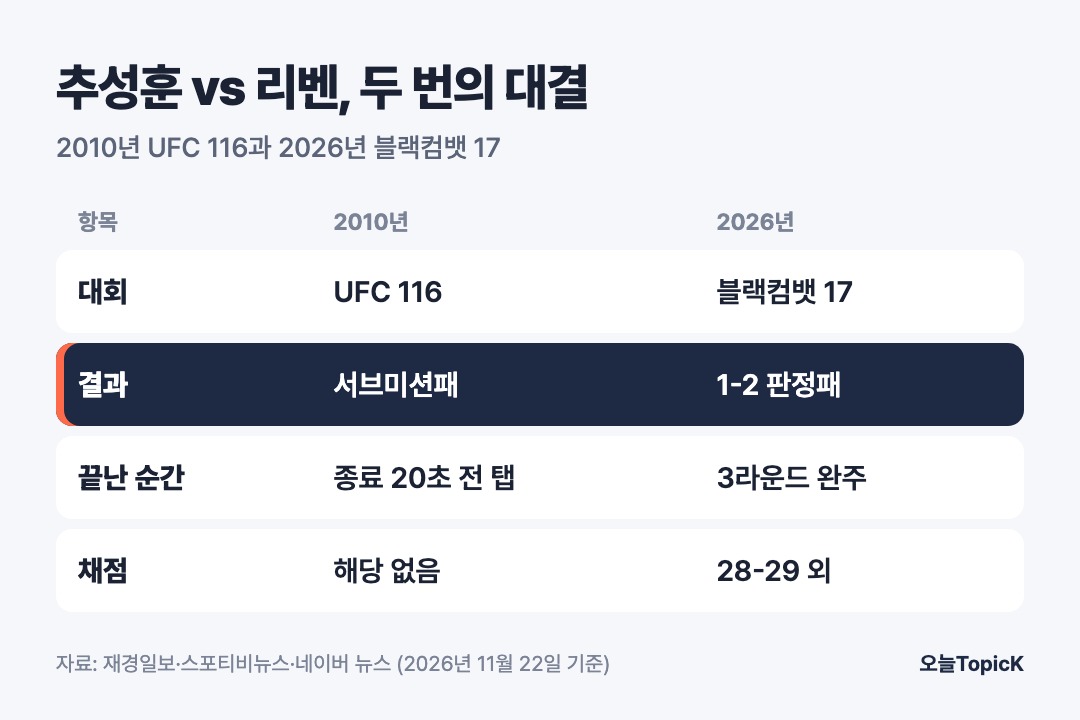 추성훈 vs 리벤, 두 번의 대결
2010년 UFC 116과 2026년 블랙컴뱃 17
항목 2010년 2026년
대회 UFC 116 블랙컴뱃 17
결과 서브미션패 1-2 판정패
끝난 순간 종료 20초 전 탭 3라운드 완주
채점 해당 없음 28-29 외
자료: 재경일보·스포티비뉴스·네이버 뉴스 (2026년 11월 22일 기준) 오늘TopicK